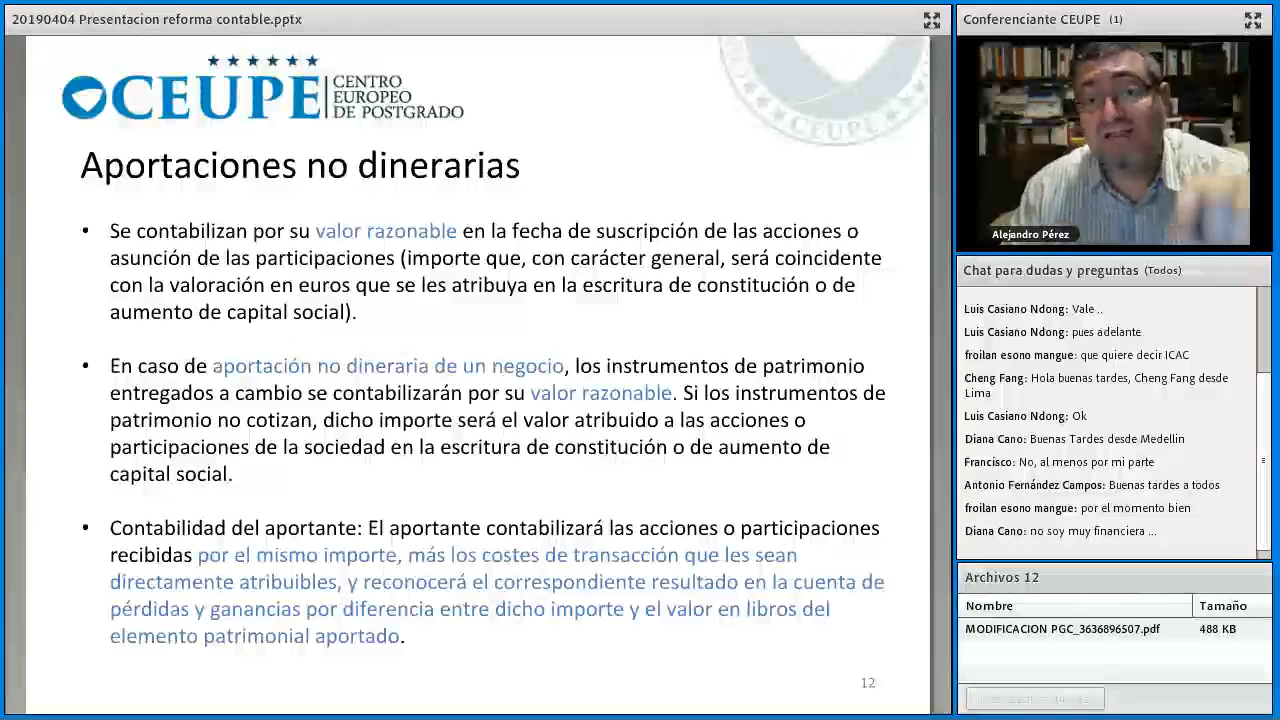 20190404 Presentacion reforma contable.pptx
CEUPE
CENTRO
EUROPEO
DE POSTGRADO
CEUPE
Aportaciones no dinerarias
• Se contabilizan por su valor razonable en la fecha de suscripción de las acciones o
asunción de las participaciones (importe que, con carácter general, será coincidente
con la valoración en euros que se les atribuya en la escritura de constitución o de
aumento de capital social).
• En caso de aportación no dineraria de un negocio, los instrumentos de patrimonio
entregados a cambio se contabilizarán por su valor razonable. Si los instrumentos de
patrimonio no cotizan, dicho importe será el valor atribuido a las acciones o
participaciones de la sociedad en la escritura de constitución o de aumento de
capital social.
• Contabilidad del aportante: El aportante contabilizará las acciones o participaciones
recibidas por el mismo importe, más los costes de transacción que les sean
directamente atribuibles, y reconocerá el correspondiente resultado en la cuenta de
pérdidas y ganancias por diferencia entre dicho importe y el valor en libros del
elemento patrimonial aportado.
12
Conferenciante CEUPE (1)
Alejandro Pérez
Chat para dudas y preguntas (Todos)
Luis Casiano Ndong: Vale ..
Luis Casiano Ndong: pues adelante
froilan esono mangue: que quiere decir ICAC
Cheng Fang: Hola buenas tardes, Cheng Fang desde
Lima
Luis Casiano Ndong: Ok
Diana Cano: Buenas Tardes desde Medellin
Francisco: No, al menos por mi parte
Antonio Fernández Campos: Buenas tardes a todos
froilan esono mangue: por el momento bien
Diana Cano: no soy muy financiera ...
Archivos 12
Nombre Tamaño
MODIFICACION PGC_3636896507.pdf 488 KB